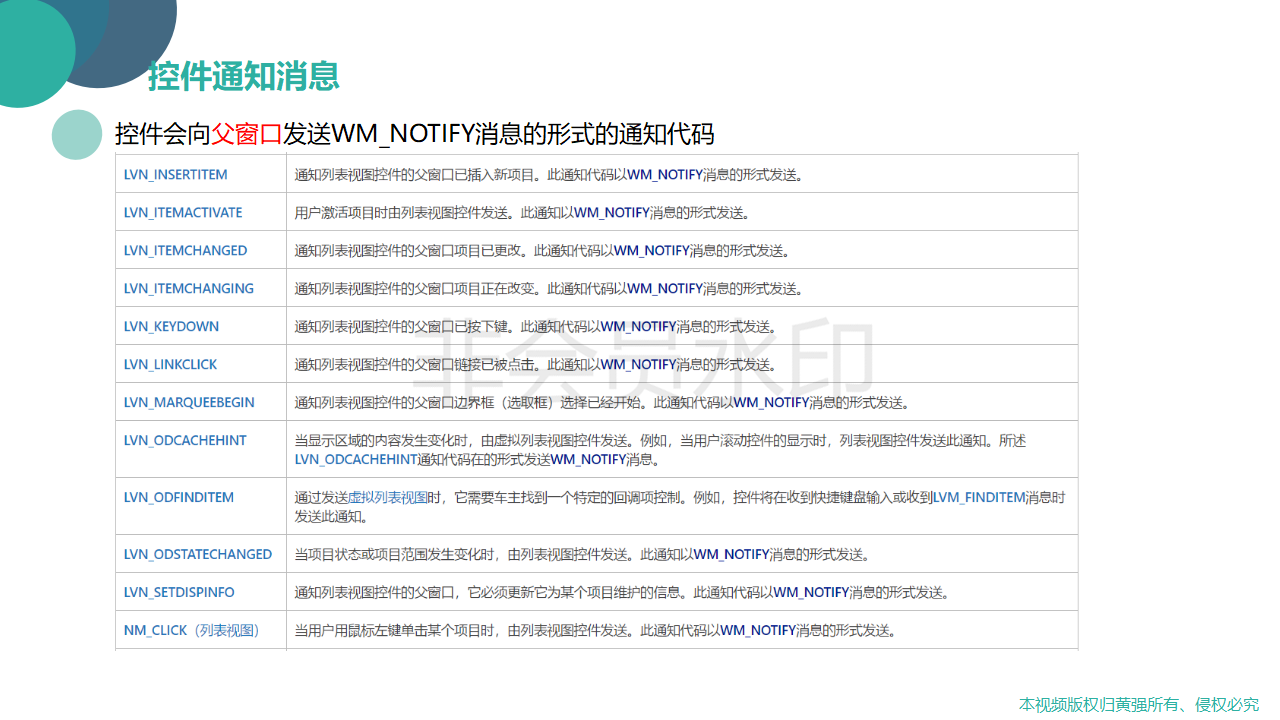 控件通知消息
控件会向父窗口发送WM_NOTIFY消息的形式的通知代码
LVN_INSERTITEM 通知列表视图控件的父窗口已插入新项目。此通知代码以WM_NOTIFY消息的形式发送。
LVN_ITEMACTIVATE 用户激活项目时由列表视图控件发送。此通知以WM_NOTIFY消息的形式发送。
LVN_ITEMCHANGED 通知列表视图控件的父窗口项目已更改。此通知代码以WM_NOTIFY消息的形式发送。
LVN_ITEMCHANGING 通知列表视图控件的父窗口项目正在改变。此通知代码以WM_NOTIFY消息的形式发送。
LVN_KEYDOWN 通知列表视图控件的父窗口已按下键。此通知代码以WM_NOTIFY消息的形式发送。
LVN_LINKCLICK 通知列表视图控件的父窗口链接已被点击。此通知以WM_NOTIFY消息的形式发送。
LVN_MARQUEEBEGIN 通知列表视图控件的父窗口边界框（选取框）选择已经开始。此通知代码以WM_NOTIFY消息的形式发送。
LVN_ODCACHEHINT 当显示区域的内容发生变化时，由虚拟列表视图控件发送。例如，当用户滚动控件的显示时，列表视图控件发送此通知。所述
LVN_ODCACHEHINT通知代码在的形式发送WM_NOTIFY消息。
LVN_ODFINDITEM 通过发送虚拟列表视图时，它需要车主找到一个特定的回调项控制。例如，控件将在收到快捷键盘输入或收到LVM_FINDITEM消息时
发送此通知。
LVN_ODSTATECHANGED 当项目状态或项目范围发生变化时，由列表视图控件发送。此通知以WM_NOTIFY消息的形式发送。
LVN_SETDISPINFO 通知列表视图控件的父窗口，它必须更新它为某个项目维护的信息。此通知代码以WM_NOTIFY消息的形式发送。
NM_CLICK（列表视图） 当用户用鼠标左键单击某个项目时，由列表视图控件发送。此通知代码以WM_NOTIFY消息的形式发送。
非会员水印
本视频版权归黄强所有、侵权必究